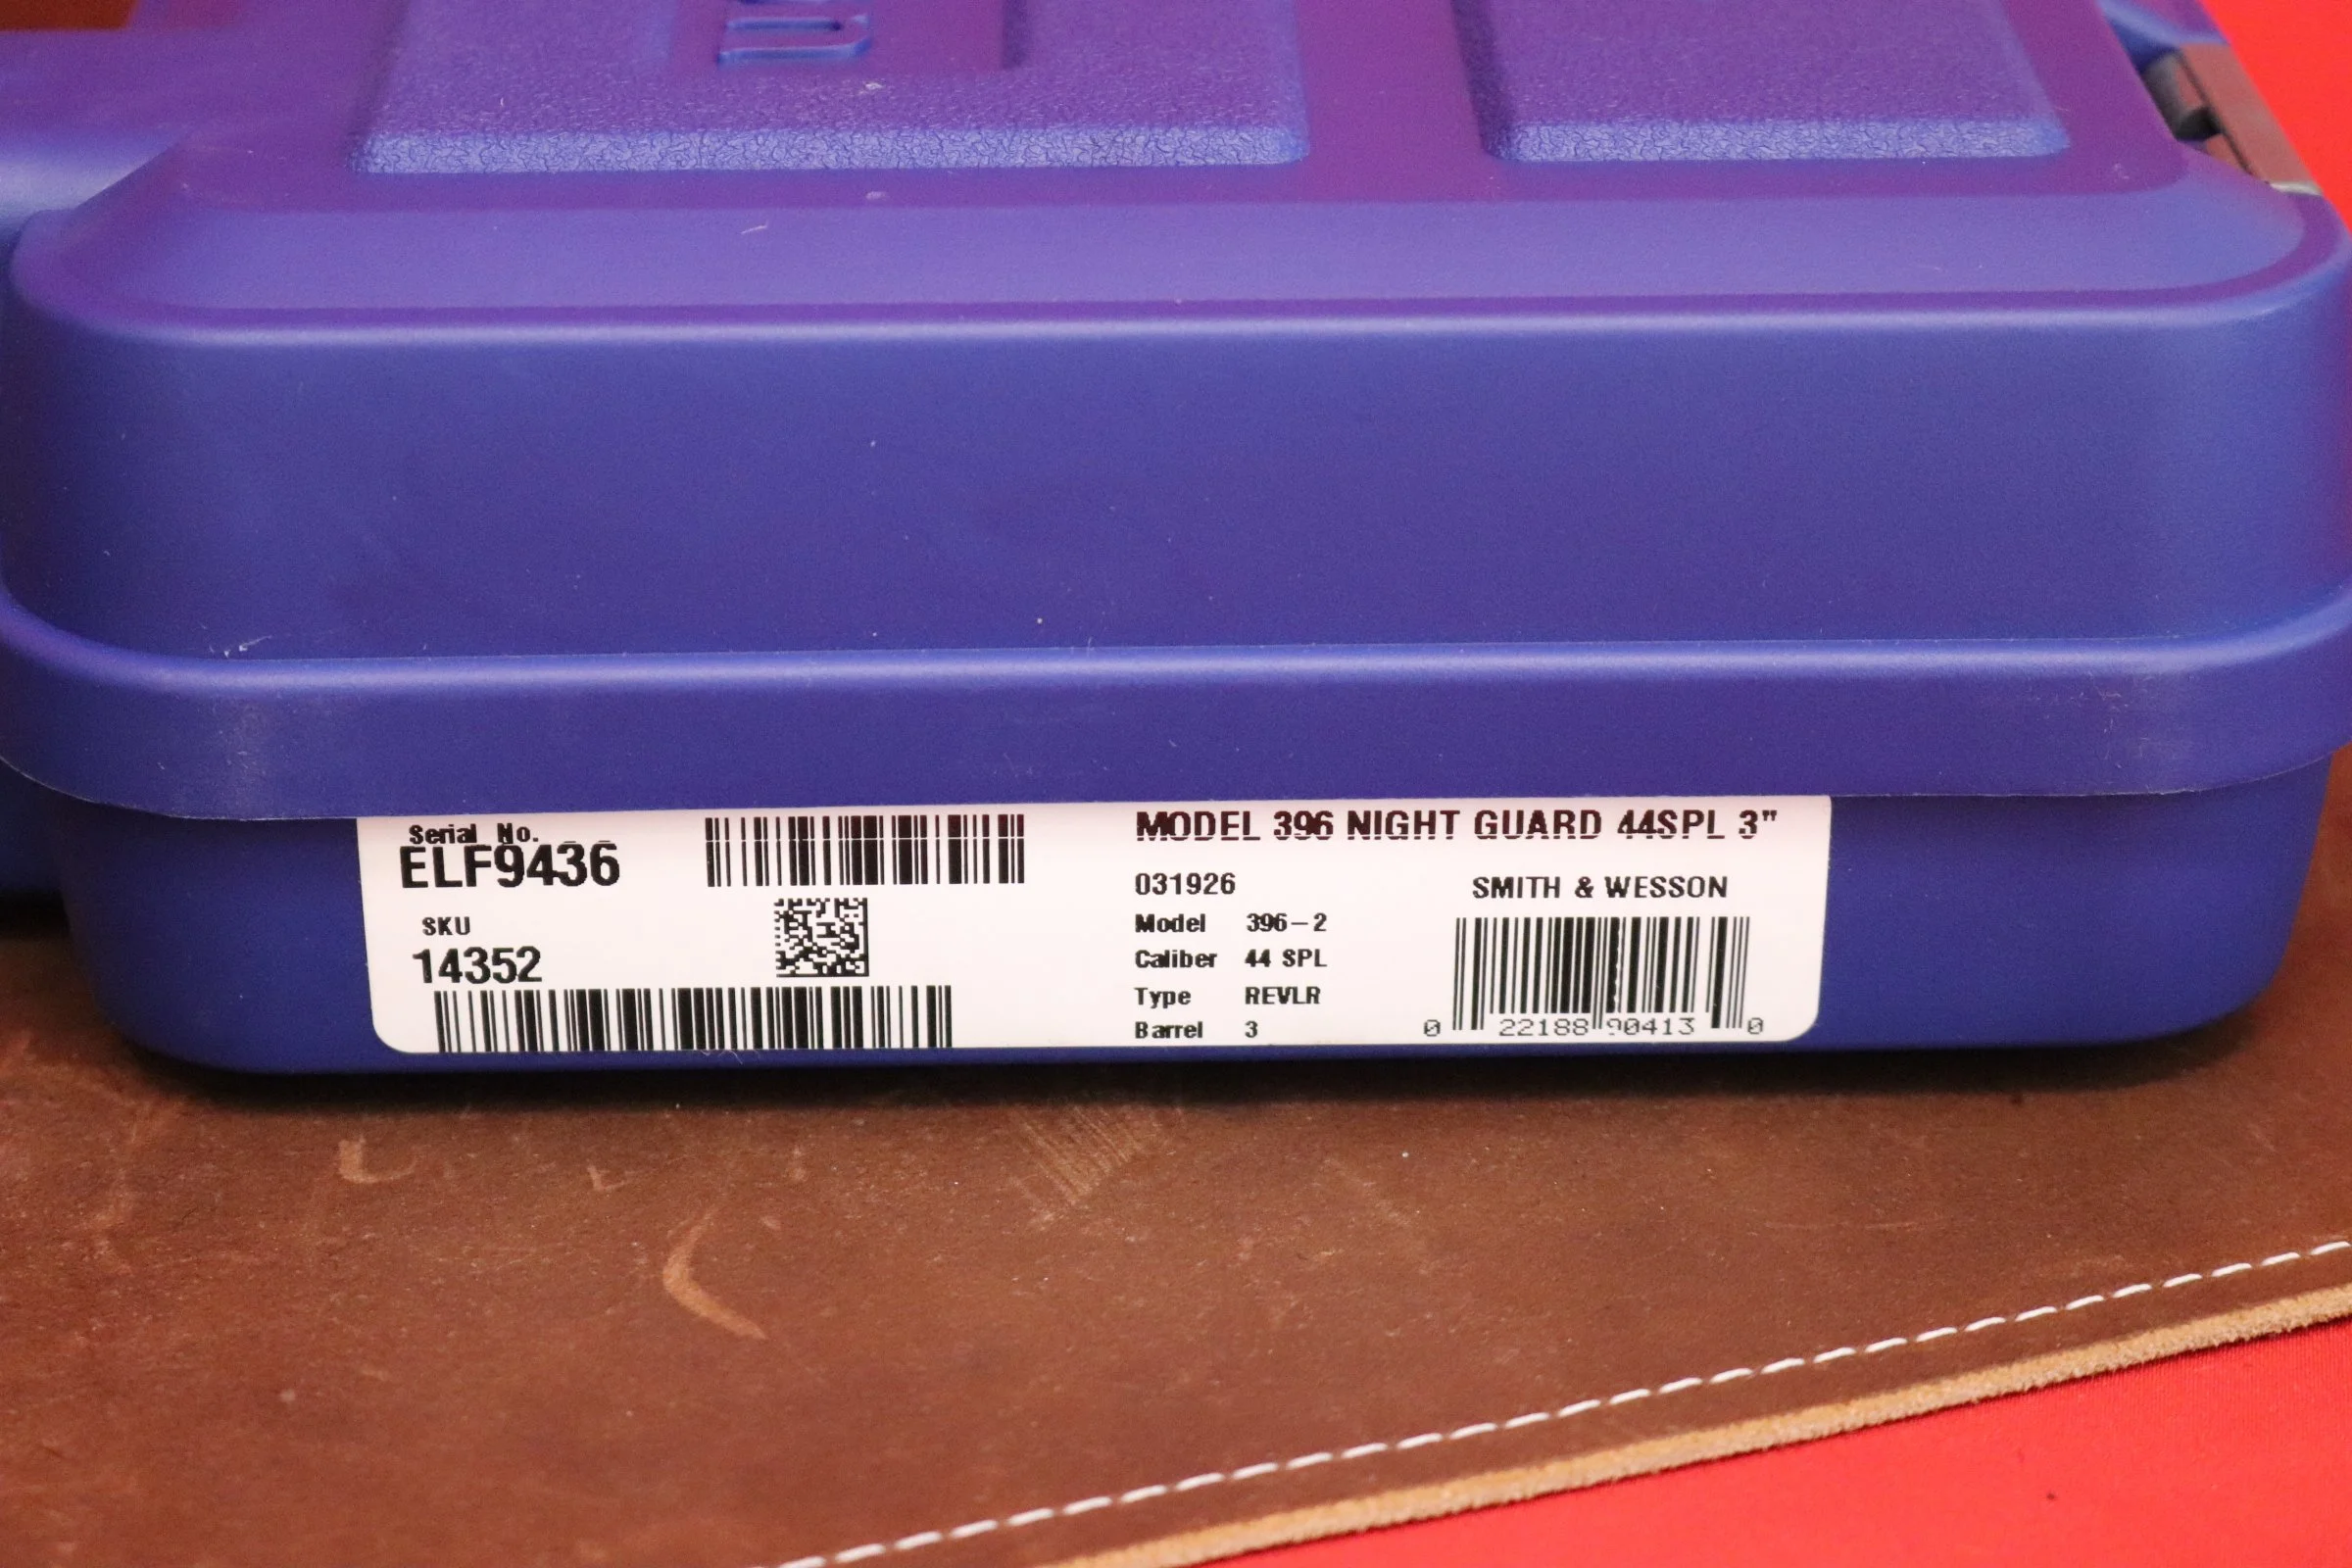 Serial No.
ELF9436
SKU
14352
MODEL 396 NIGHT GUARD 44SPL 3"
031926
Model 396-2
Caliber 44 SPL
Type REVLR
Barrel 3
SMITH & WESSON
0 22188 90413 0